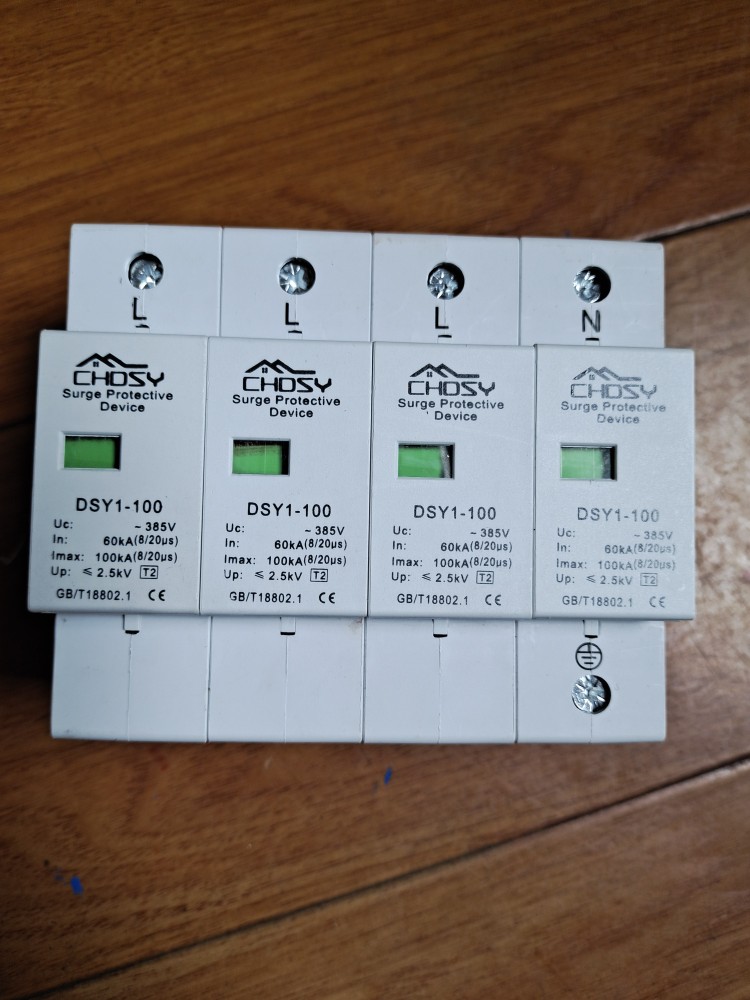 L
L
L
N
CHDSY
Surge Protective
Device
DSY1-100
Uc: ~385V
In: 60kA(8/20μs)
Imax: 100kA(8/20μs)
Up: ≤ 2.5kV T2
GB/T18802.1 CE
CHDSY
Surge Protective
Device
DSY1-100
Uc: ~385V
In: 60kA(8/20μs)
Imax: 100kA(8/20μs)
Up: ≤ 2.5kV T2
GB/T18802.1 CE
CHDSY
Surge Protective
Device
DSY1-100
Uc: ~385V
In: 60kA(8/20μs)
Imax: 100kA(8/20μs)
Up: ≤ 2.5kV T2
GB/T18802.1 CE
CHDSY
Surge Protective
Device
DSY1-100
Uc: ~385V
In: 60kA(8/20μs)
Imax: 100kA(8/20μs)
Up: ≤ 2.5kV T2
GB/T18802.1 CE